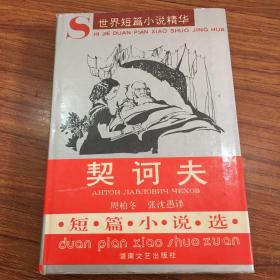 S 世界短篇小说精华
SHI JIE DUAN PIAN XIAO SHUO JING HUA
契诃夫
АНТОН ПАВЛОВИЧ ЧЕХОВ
周柏冬 张沈愚译
·短·篇·小·说·选·
duan pian xiao shuo xuan
湖南文艺出版社